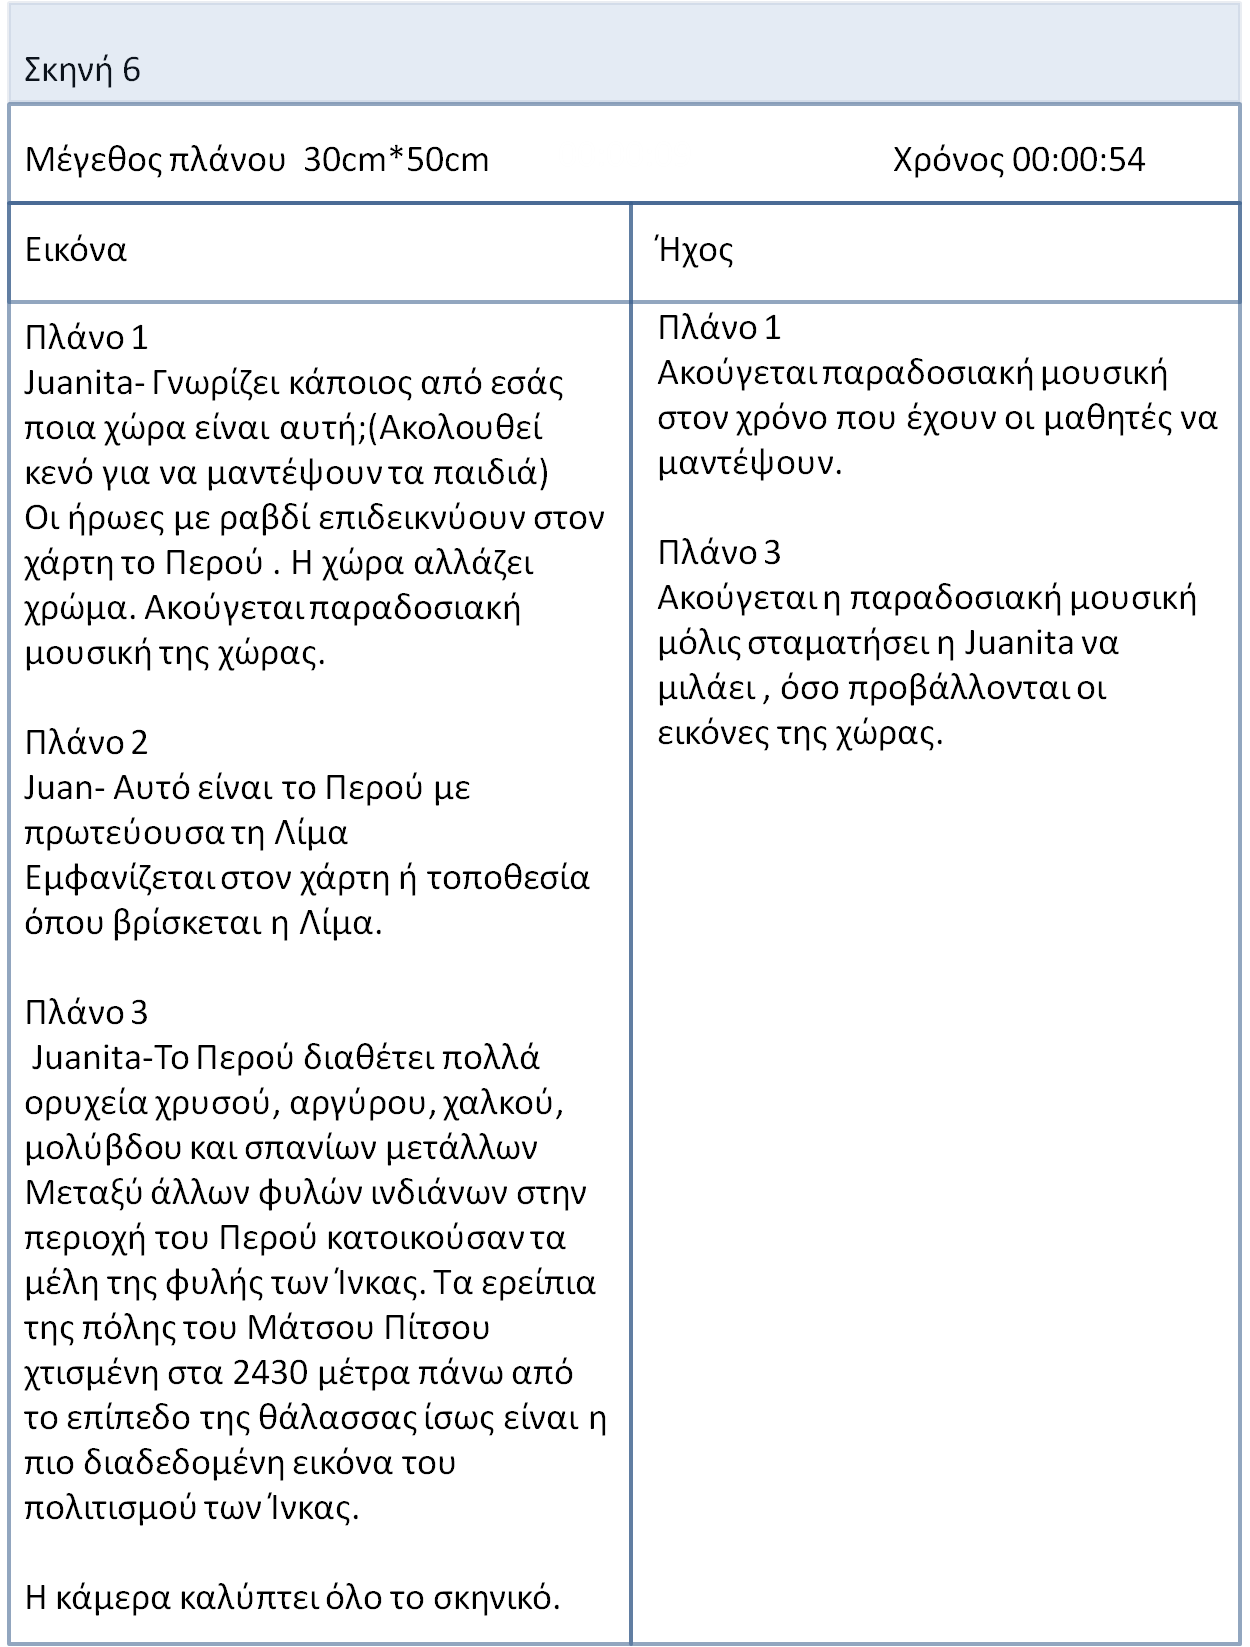 Σκηνή 6
Μέγεθος πλάνου 30cm*50cm Χρόνος 00:00:54
Εικόνα
Ήχος
Πλάνο 1
Juanita- Γνωρίζει κάποιος από εσάς
ποια χώρα είναι αυτή;(Ακολουθεί
κενό για να μαντέψουν τα παιδιά)
Οι ήρωες με ραβδί επιδεικνύουν στον
χάρτη το Περού . Η χώρα αλλάζει
χρώμα. Ακούγεται παραδοσιακή
μουσική της χώρας.
Πλάνο 2
Juan- Αυτό είναι το Περού με
πρωτεύουσα τη Λίμα
Εμφανίζεται στον χάρτη ή τοποθεσία
όπου βρίσκεται η Λίμα.
Πλάνο 3
Juanita-Το Περού διαθέτει πολλά
ορυχεία χρυσού, αργύρου, χαλκού,
μολύβδου και σπανίων μετάλλων
Μεταξύ άλλων φυλών ινδιάνων στην
περιοχή του Περού κατοικούσαν τα
μέλη της φυλής των Ίνκας. Τα ερείπια
της πόλης του Μάτσου Πίτσου
χτισμένη στα 2430 μέτρα πάνω από
το επίπεδο της θάλασσας ίσως είναι η
πιο διαδεδομένη εικόνα του
πολιτισμού των Ίνκας.
Η κάμερα καλύπτει όλο το σκηνικό.
Πλάνο 1
Ακούγεται παραδοσιακή μουσική
στον χρόνο που έχουν οι μαθητές να
μαντέψουν.
Πλάνο 3
Ακούγεται η παραδοσιακή μουσική
μόλις σταματήσει η Juanita να
μιλάει , όσο προβάλλονται οι
εικόνες της χώρας.